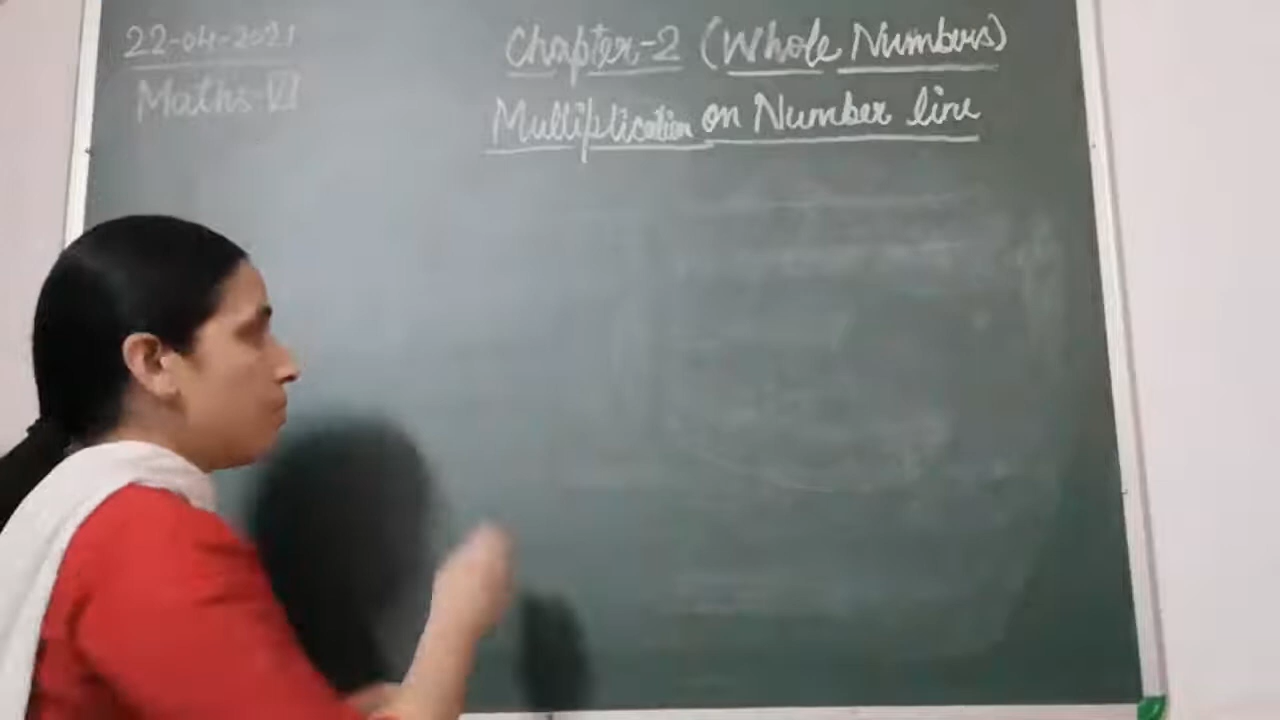 22-04-2021
Maths-VI
Chapter-2 (Whole Numbers)
Multiplication on Number line